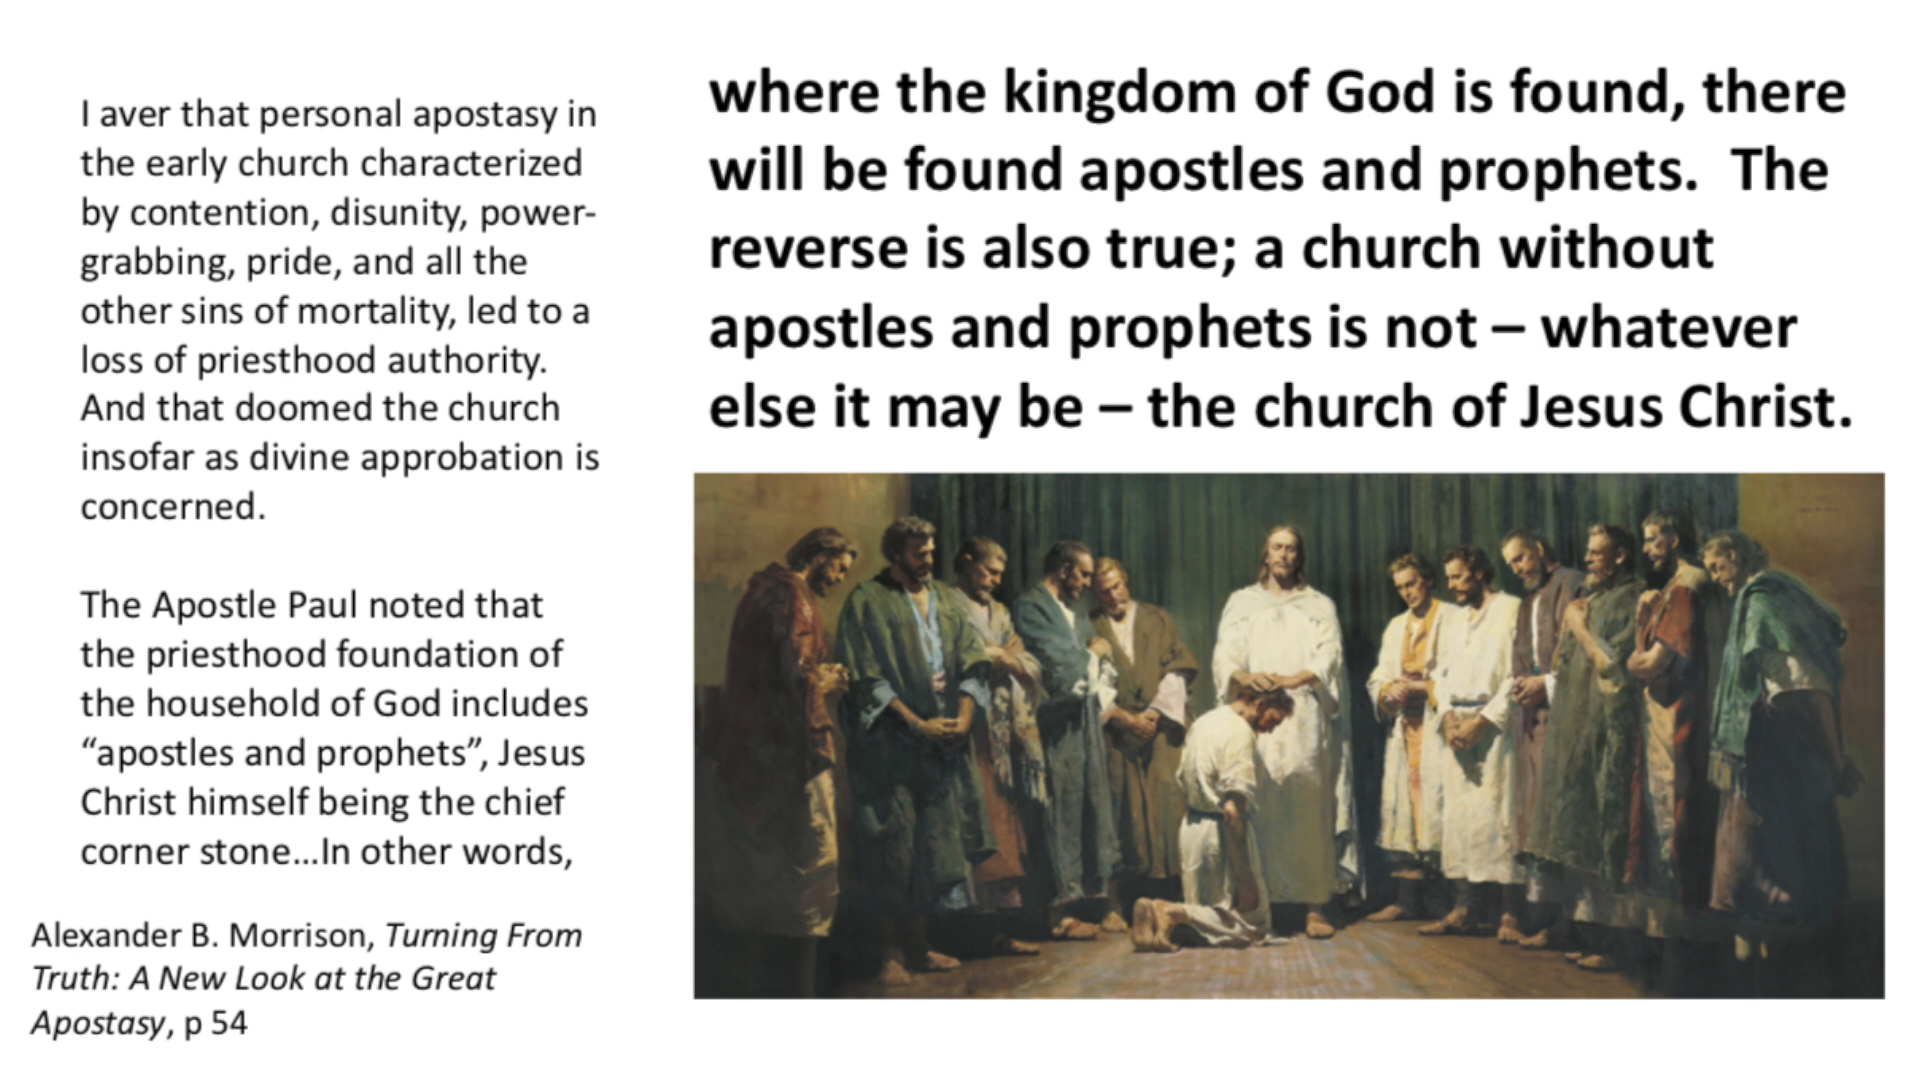 I aver that personal apostasy in
the early church characterized
by contention, disunity, power-
grabbing, pride, and all the
other sins of mortality, led to a
loss of priesthood authority.
And that doomed the church
insofar as divine approbation is
concerned.
The Apostle Paul noted that
the priesthood foundation of
the household of God includes
“apostles and prophets”, Jesus
Christ himself being the chief
corner stone…In other words,
where the kingdom of God is found, there
will be found apostles and prophets.  The
reverse is also true; a church without
apostles and prophets is not – whatever
else it may be – the church of Jesus Christ.
Alexander B. Morrison, Turning From
Truth: A New Look at the Great
Apostasy, p 54